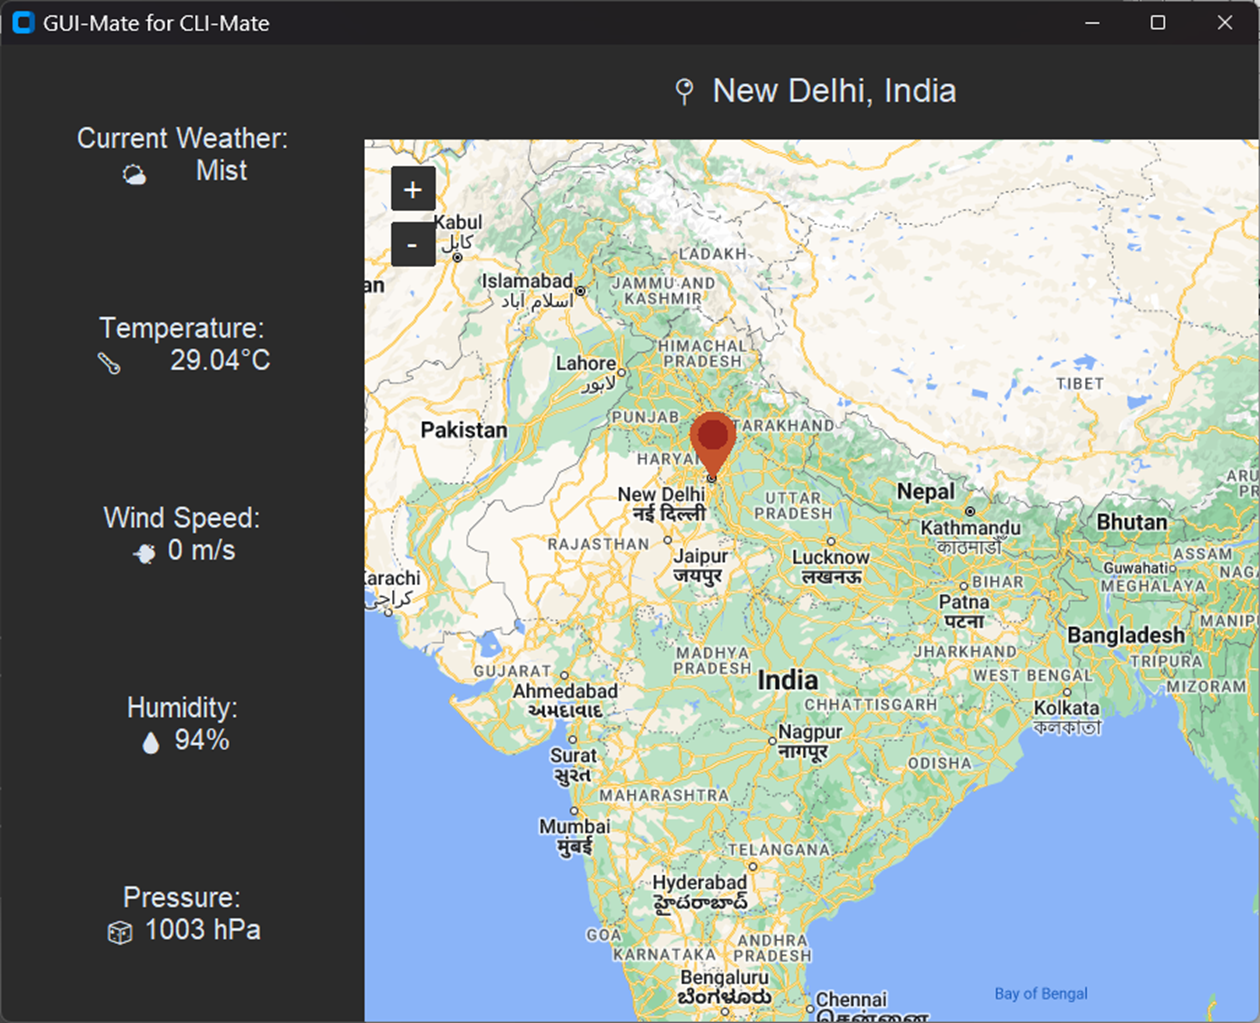 GUI-Mate for CLI-Mate
New Delhi, India
Current Weather:
Mist
Temperature:
29.04°C
Wind Speed:
0 m/s
Humidity:
94%
Pressure:
1003 hPa
+
-
Kabul
کابل
LADAKH
Islamabad
اسلام آباد
JAMMU AND
KASHMIR
an
HIMACHAL
PRADESH
Lahore
لاہور
TIBET
PUNJAB
TARAKHAND
Pakistan
HARYA
New Delhi
नई दिल्ली
UTTAR
PRADESH
Nepal
Kathmandu
काठमाडौँ
ARU
PR
Bhutan
RAJASTHAN
Jaipur
जयपुर
Lucknow
लखनऊ
ASSAM
Guwahati
NAGA
MEGHALAYA
Karachi
کراچی
BIHAR
Patna
पटना
MANIPU
Bangladesh
MADHYA
PRADESH
JHARKHAND
TRIPURA
GUJARAT
India
WEST BENGAL
MIZORAM
Ahmedabad
અમદાવાદ
CHHATTISGARH
Kolkata
কলকাতা
Nagpur
नागपूर
Surat
સુરત
ODISHA
MAHARASHTRA
Mumbai
मुंबई
TELANGANA
Hyderabad
హైదరాబాద్
GOA
KARNATAKA
ANDHRA
PRADESH
Bengaluru
ಬೆಂಗಳೂರು
Chennai
சென்னை
Bay of Bengal